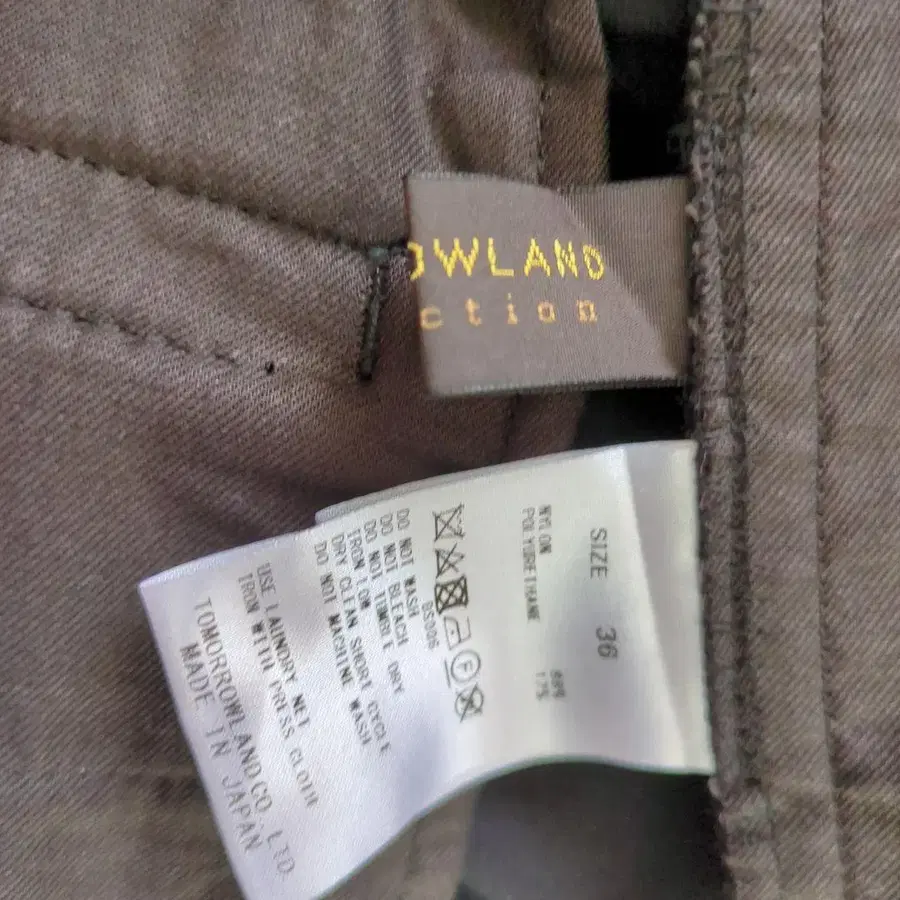 OWLAND
ction
SIZE 36
NYLON
POLYURETHANE 17%
DS006
DO NOT WASH
DO NOT BLEACH
DO NOT TUMBLE DRY
IRON LOW
DRY CLEAN SHORT CYCLE
DO NOT MACHINE WASH
USE LAUNDRY NET
IRON WITH PRESS CLOTH
TOMORROWLAND CO., LTD.
MADE IN JAPAN